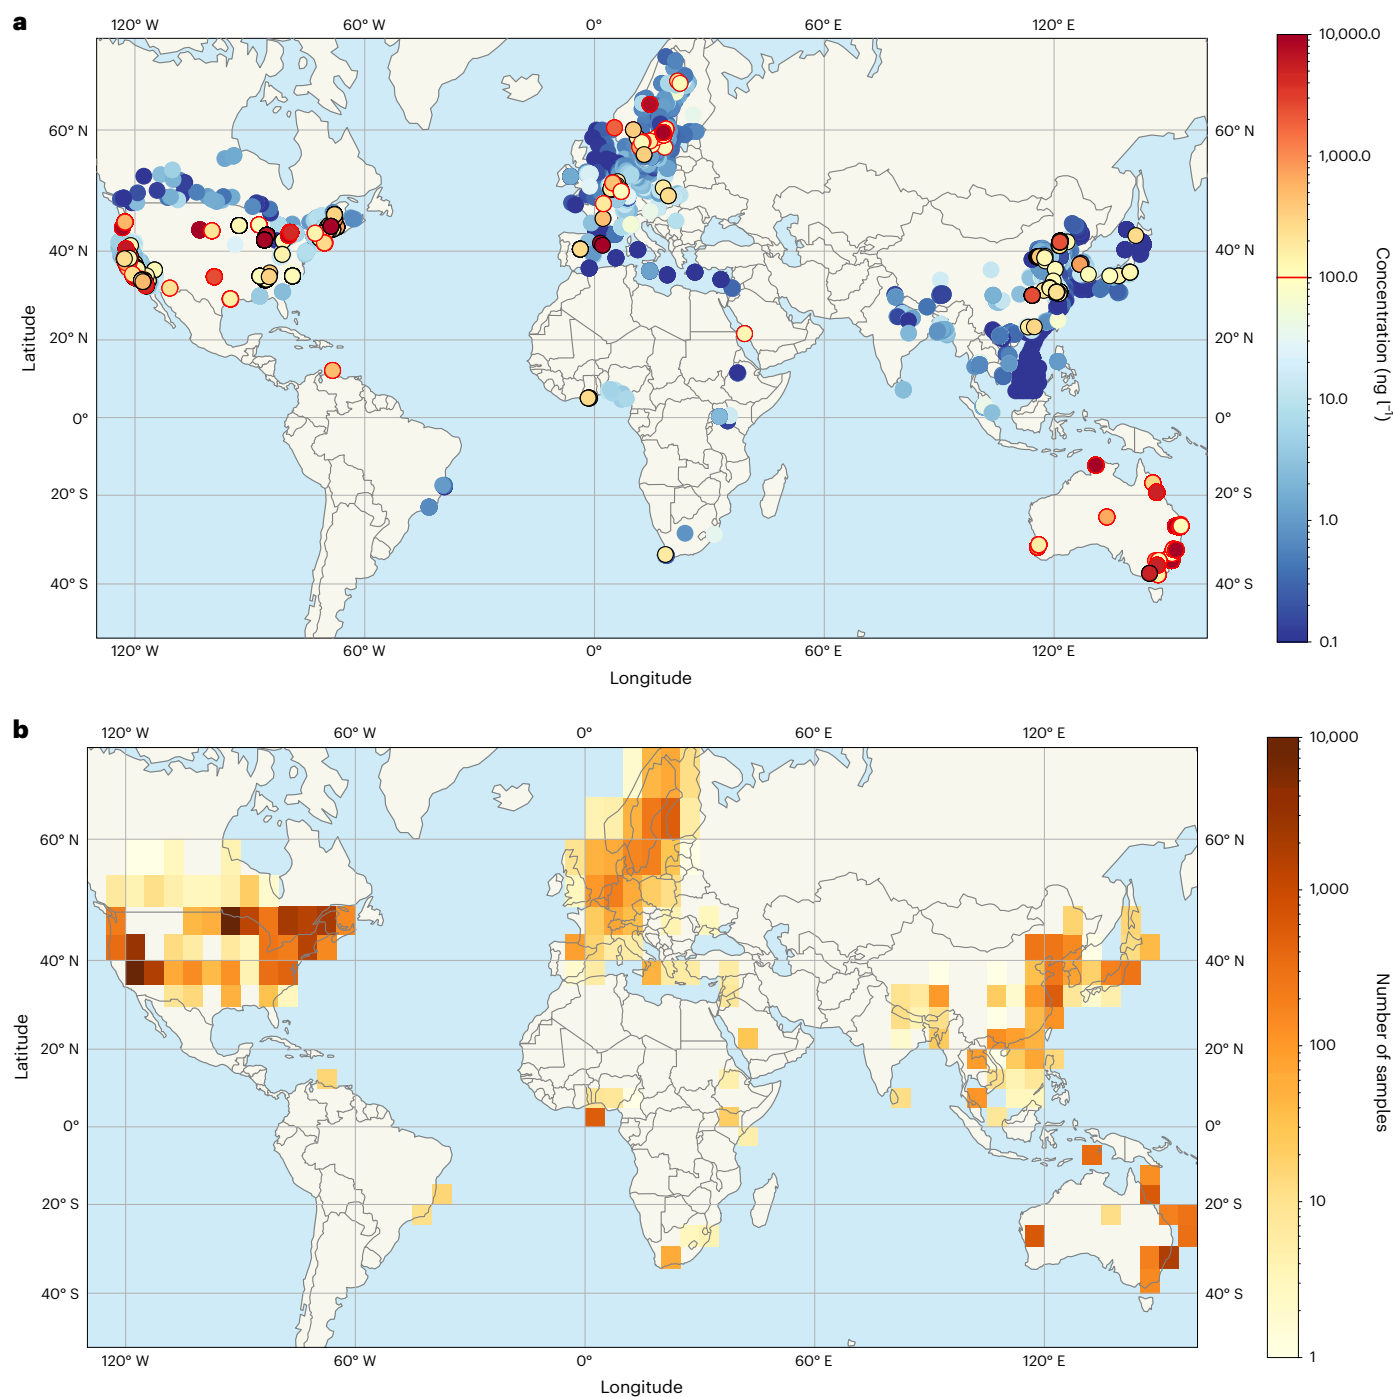 a
120° W 60° W 0° 60° E 120° E
10,000.0
1,000.0
100.0
10.0
1.0
0.1
Concentration (ng l⁻¹)
60° N 60° N
40° N 40° N
20° N 20° N
0° 0°
20° S 20° S
40° S 40° S
Latitude
120° W 60° W 0° 60° E 120° E
Longitude
b
120° W 60° W 0° 60° E 120° E
10,000
1,000
100
10
1
Number of samples
60° N 60° N
40° N 40° N
20° N 20° N
0° 0°
20° S 20° S
40° S 40° S
Latitude
120° W 60° W 0° 60° E 120° E
Longitude